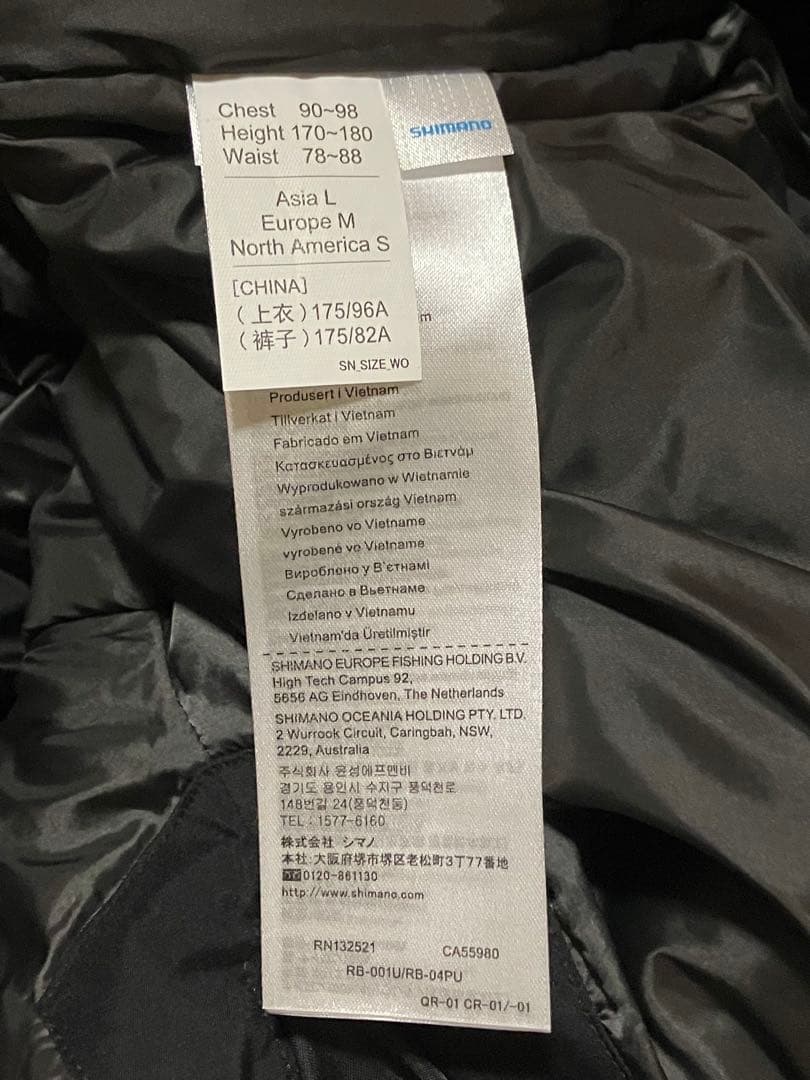 Chest 90~98
Height 170~180
Waist 78~88
SHIMANO
Asia L
Europe M
North America S
[CHINA]
(上衣)175/96A
(裤子)175/82A
SN_SIZE_WO
m
Produsert i Vietnam
Tillverkat i Vietnam
Fabricado em Vietnam
Κατασκευασμένος στο Βιετνάμ
Wyprodukowano w Wietnamie
származási ország Vietnam
Vyrobeno vo Vietname
vyrobené vo Vietname
Вироблено у В'єтнамі
Сделано в Вьетнаме
Izdelano v Vietnamu
Vietnam'da Üretilmiştir
SHIMANO EUROPE FISHING HOLDING B.V.
High Tech Campus 92,
5656 AG Eindhoven, The Netherlands
SHIMANO OCEANIA HOLDING PTY. LTD.
2 Wurrook Circuit, Caringbah, NSW,
2229, Australia
주식회사 윤성에프앤비
경기도 용인시 수지구 풍덕천로
148번길 24(풍덕천동)
TEL : 1577-6160
株式会社 シマノ
本社:大阪府堺市堺区老松町3丁77番地
0120-861130
http://www.shimano.com
RN132521 CA55980
RB-001U/RB-04PU
QR-01 CR-01/-01